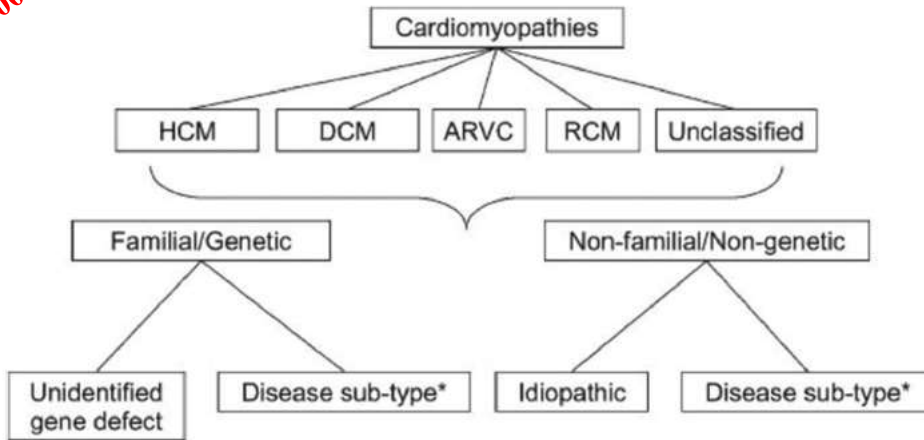 Cardiomyopathies
HCM
DCM
ARVC
RCM
Unclassified
Familial/Genetic
Non-familial/Non-genetic
Unidentified
gene defect
Disease sub-type*
Idiopathic
Disease sub-type*